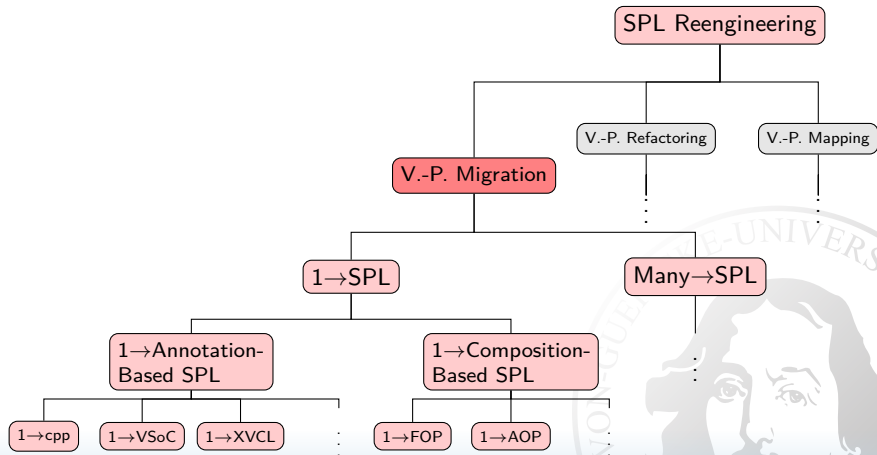 SPL Reengineering
V.-P. Refactoring
V.-P. Mapping
V.-P. Migration
1→SPL
Many→SPL
1→Annotation-
Based SPL
1→Composition-
Based SPL
1→cpp
1→VSoC
1→XVCL
1→FOP
1→AOP